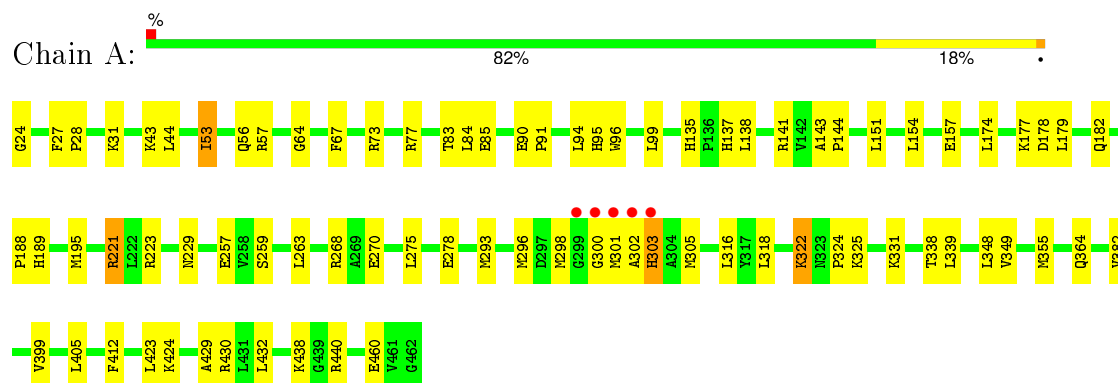 %
Chain A:
82%
18%
•
G24 F27 P28 K31 K43 L44 I53 Q56 R57 G64 F67 R73 R77 T83 L84 E85 E90 P91 L94 H95 W96 L99 H135 P136 H137 L138 R141 V142 A143 P144 L151 L154 E157 L174 K177 D178 L179 Q182
P188 H189 M195 R221 L222 R223 N229 E257 V258 S259 L263 R268 A269 E270 L275 E278 M293 M296 D297 M298 G299 G300 M301 A302 H303 A304 M305 L316 Y317 L318 K322 N323 P324 K325 K331 T338 L339 L348 V349 M355 Q364
V399 L405 F412 L423 K424 A429 R430 L431 L432 K438 G439 R440 E460 V461 G462